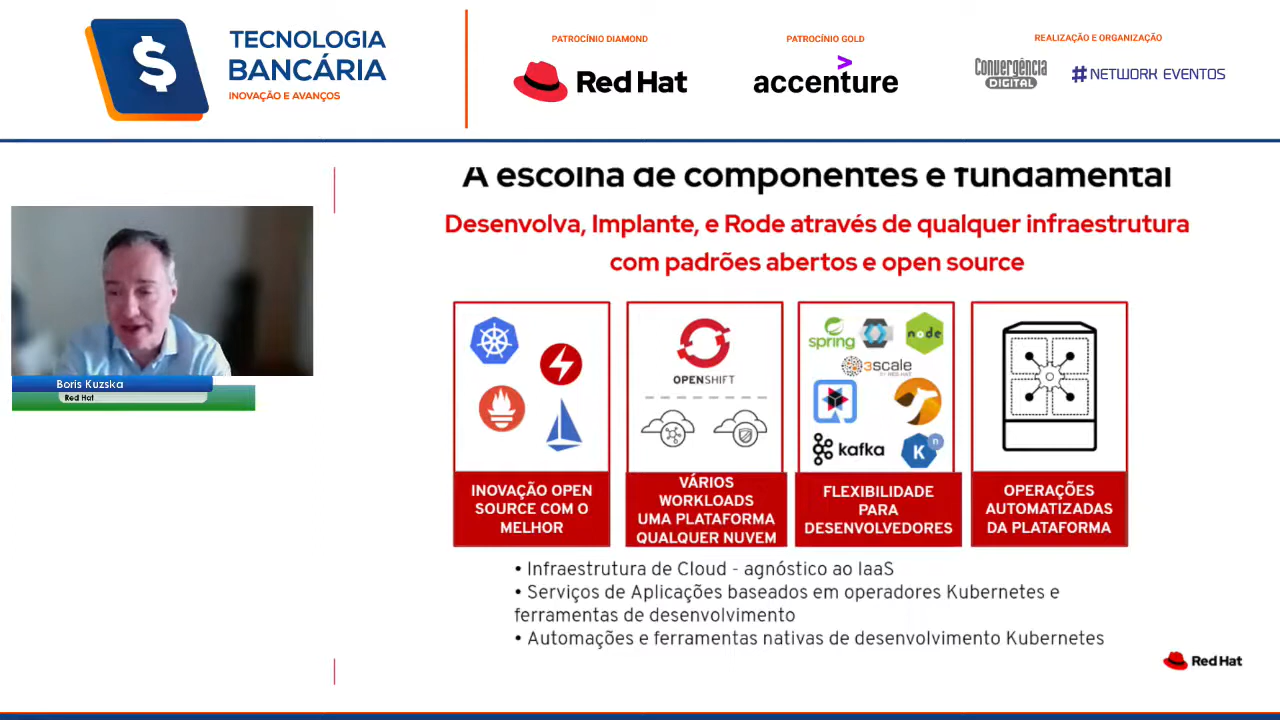 TECNOLOGIA
BANCÁRIA
INOVAÇÃO E AVANÇOS
PATROCÍNIO DIAMOND
Red Hat
PATROCÍNIO GOLD
accenture
REALIZAÇÃO E ORGANIZAÇÃO
Convergência
DIGITAL
# NETWORK EVENTOS
Boris Kuzska
Red Hat
A escolha de componentes é fundamental
Desenvolva, Implante, e Rode através de qualquer infraestrutura
com padrões abertos e open source
INOVAÇÃO OPEN
SOURCE COM O
MELHOR
OPENSHIFT
VÁRIOS
WORKLOADS
UMA PLATAFORMA
QUALQUER NUVEM
spring
node
3scale
BY RED HAT
kafka
K
n
FLEXIBILIDADE
PARA
DESENVOLVEDORES
OPERAÇÕES
AUTOMATIZADAS
DA PLATAFORMA
• Infraestrutura de Cloud - agnóstico ao IaaS
• Serviços de Aplicações baseados em operadores Kubernetes e
ferramentas de desenvolvimento
• Automações e ferramentas nativas de desenvolvimento Kubernetes
Red Hat